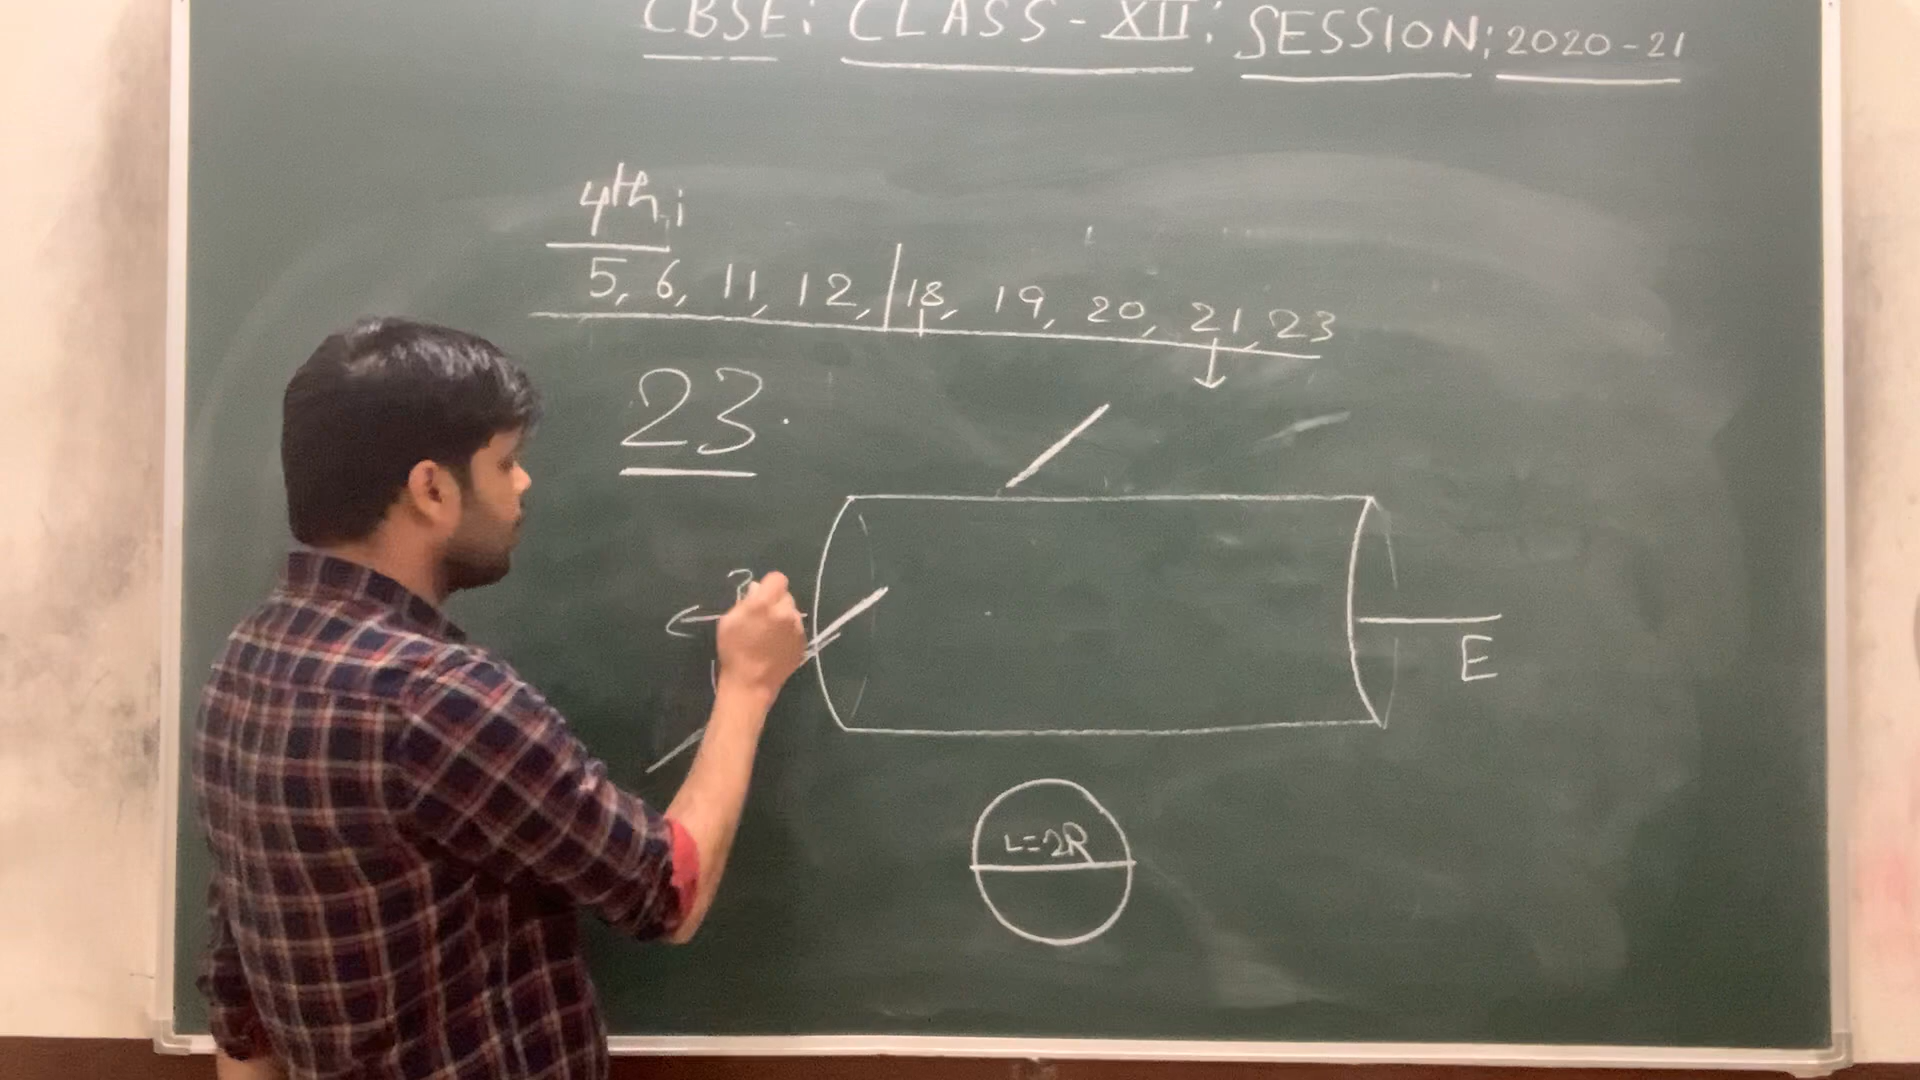 CBSE: CLASS-XII: SESSION: 2020-21
4th:
5, 6, 11, 12, 18, 19, 20, 21, 23
23.
E
L=2R